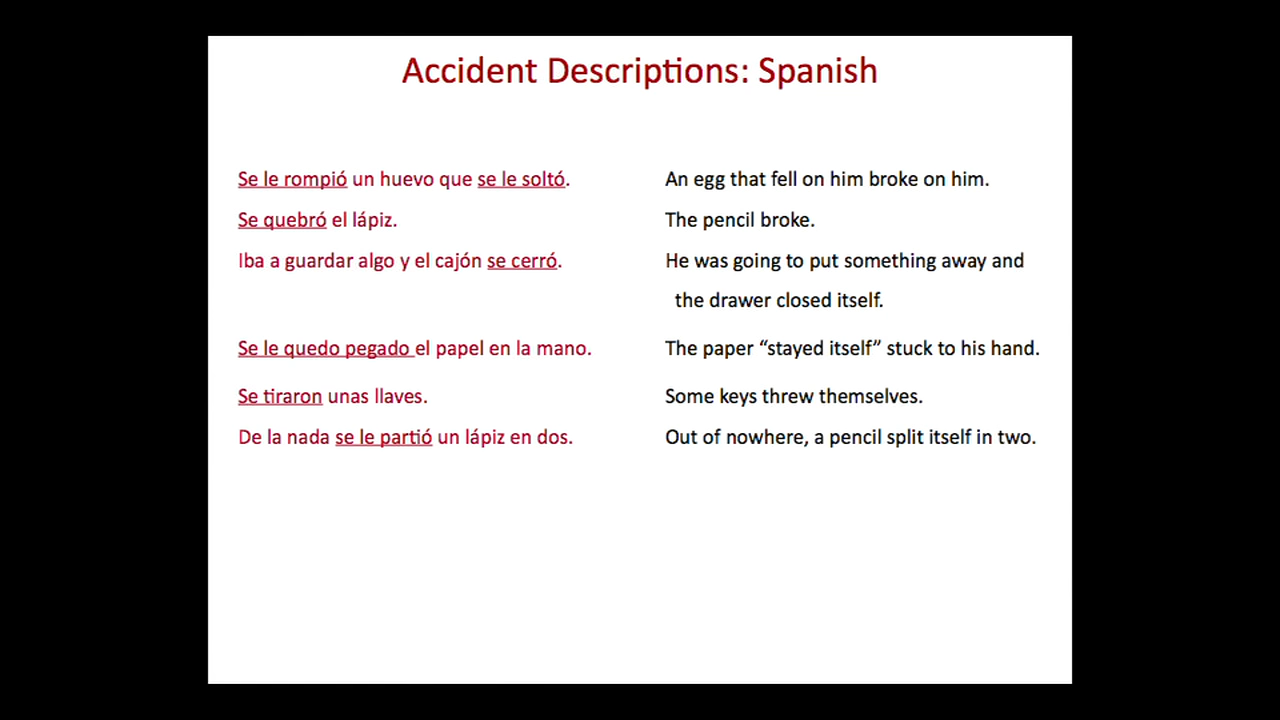 Accident Descriptions: Spanish
Se le rompió un huevo que se le soltó.
An egg that fell on him broke on him.
Se quebró el lápiz.
The pencil broke.
Iba a guardar algo y el cajón se cerró.
He was going to put something away and
the drawer closed itself.
Se le quedo pegado el papel en la mano.
The paper “stayed itself” stuck to his hand.
Se tiraron unas llaves.
Some keys threw themselves.
De la nada se le partió un lápiz en dos.
Out of nowhere, a pencil split itself in two.